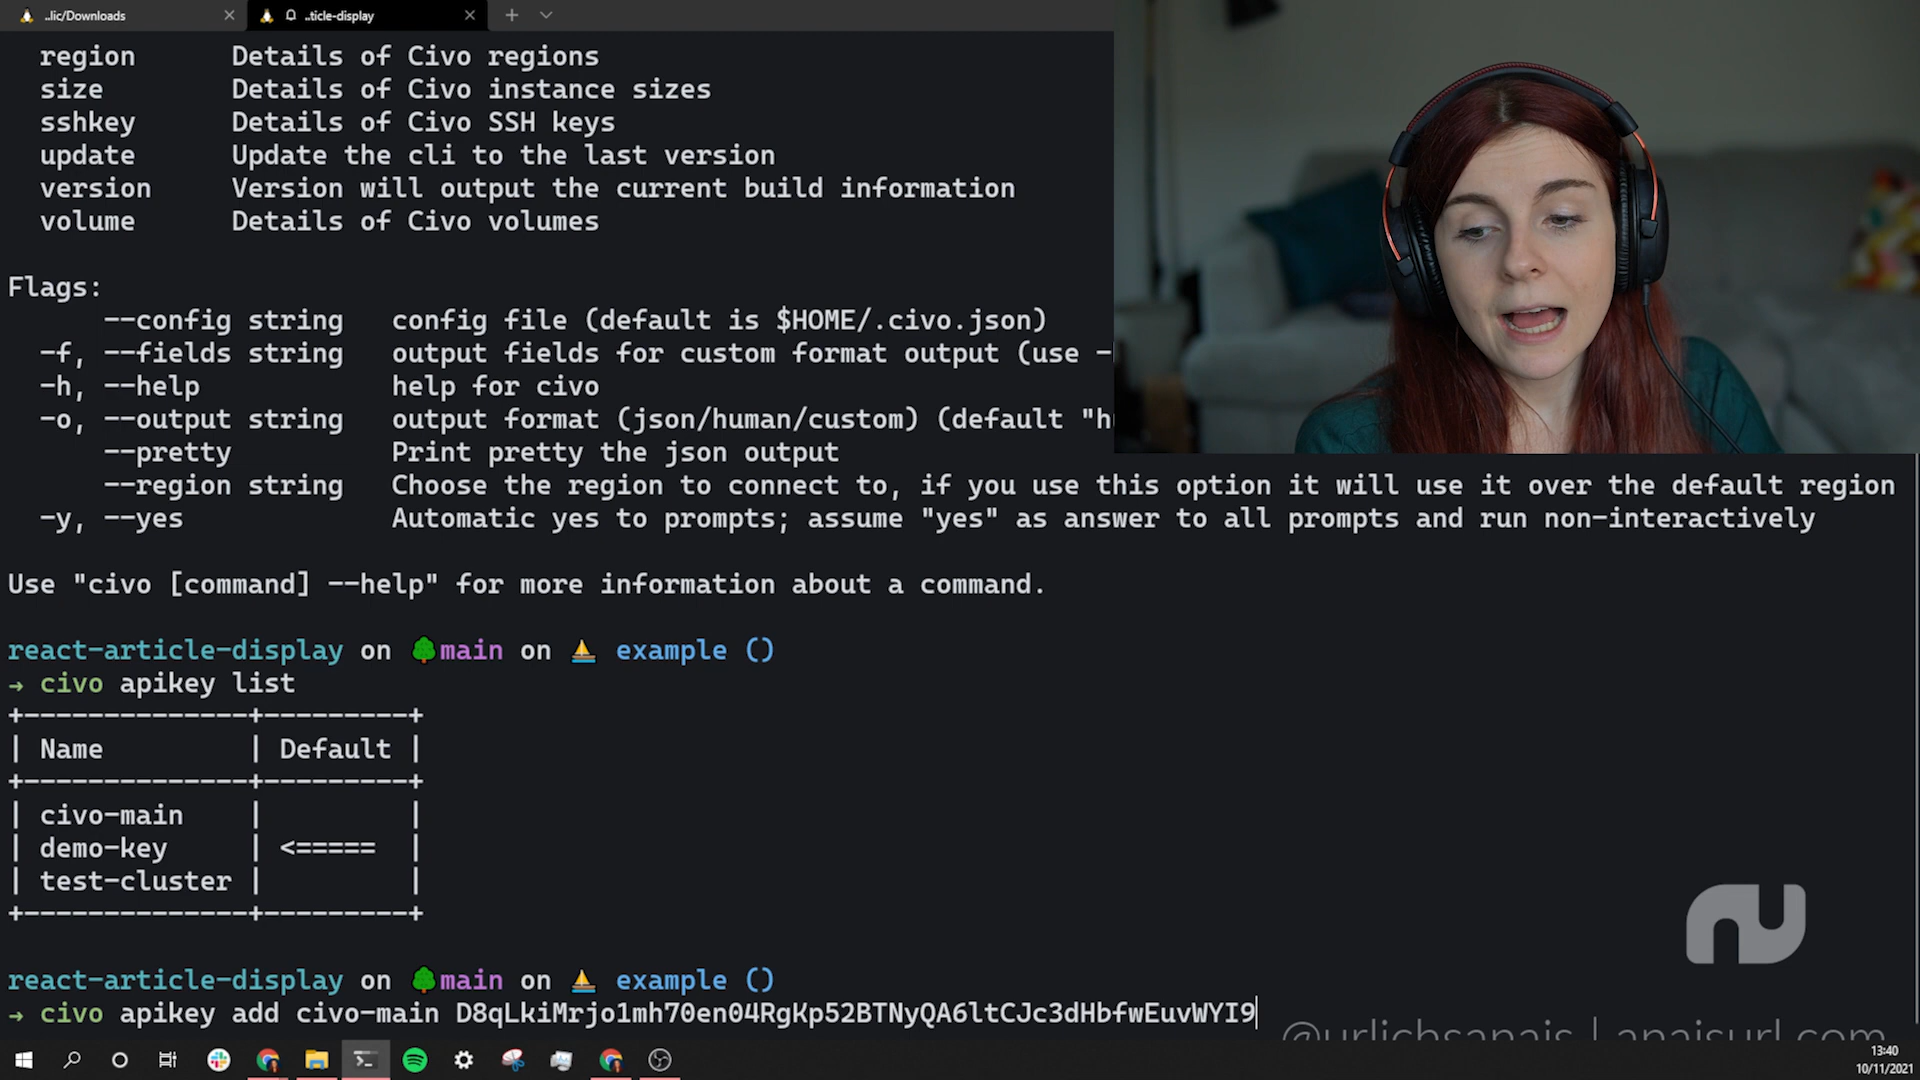 ..lic/Downloads
..ticle-display
region Details of Civo regions
size Details of Civo instance sizes
sshkey Details of Civo SSH keys
update Update the cli to the last version
version Version will output the current build information
volume Details of Civo volumes
Flags:
--config string config file (default is $HOME/.civo.json)
-f, --fields string output fields for custom format output (use -
-h, --help help for civo
-o, --output string output format (json/human/custom) (default "h
--pretty Print pretty the json output
--region string Choose the region to connect to, if you use this option it will use it over the default region
-y, --yes Automatic yes to prompts; assume "yes" as answer to all prompts and run non-interactively
Use "civo [command] --help" for more information about a command.
react-article-display on main on example ()
→ civo apikey list
| Name | Default |
| civo-main | |
| demo-key | <===== |
| test-cluster | |
react-article-display on main on example ()
→ civo apikey add civo-main D8qLkiMrjo1mh70en04RgKp52BTNyQA6ltCJc3dHbfwEuvWYI9
@urlichsanais | anaisurl.com
13:40
10/11/2021